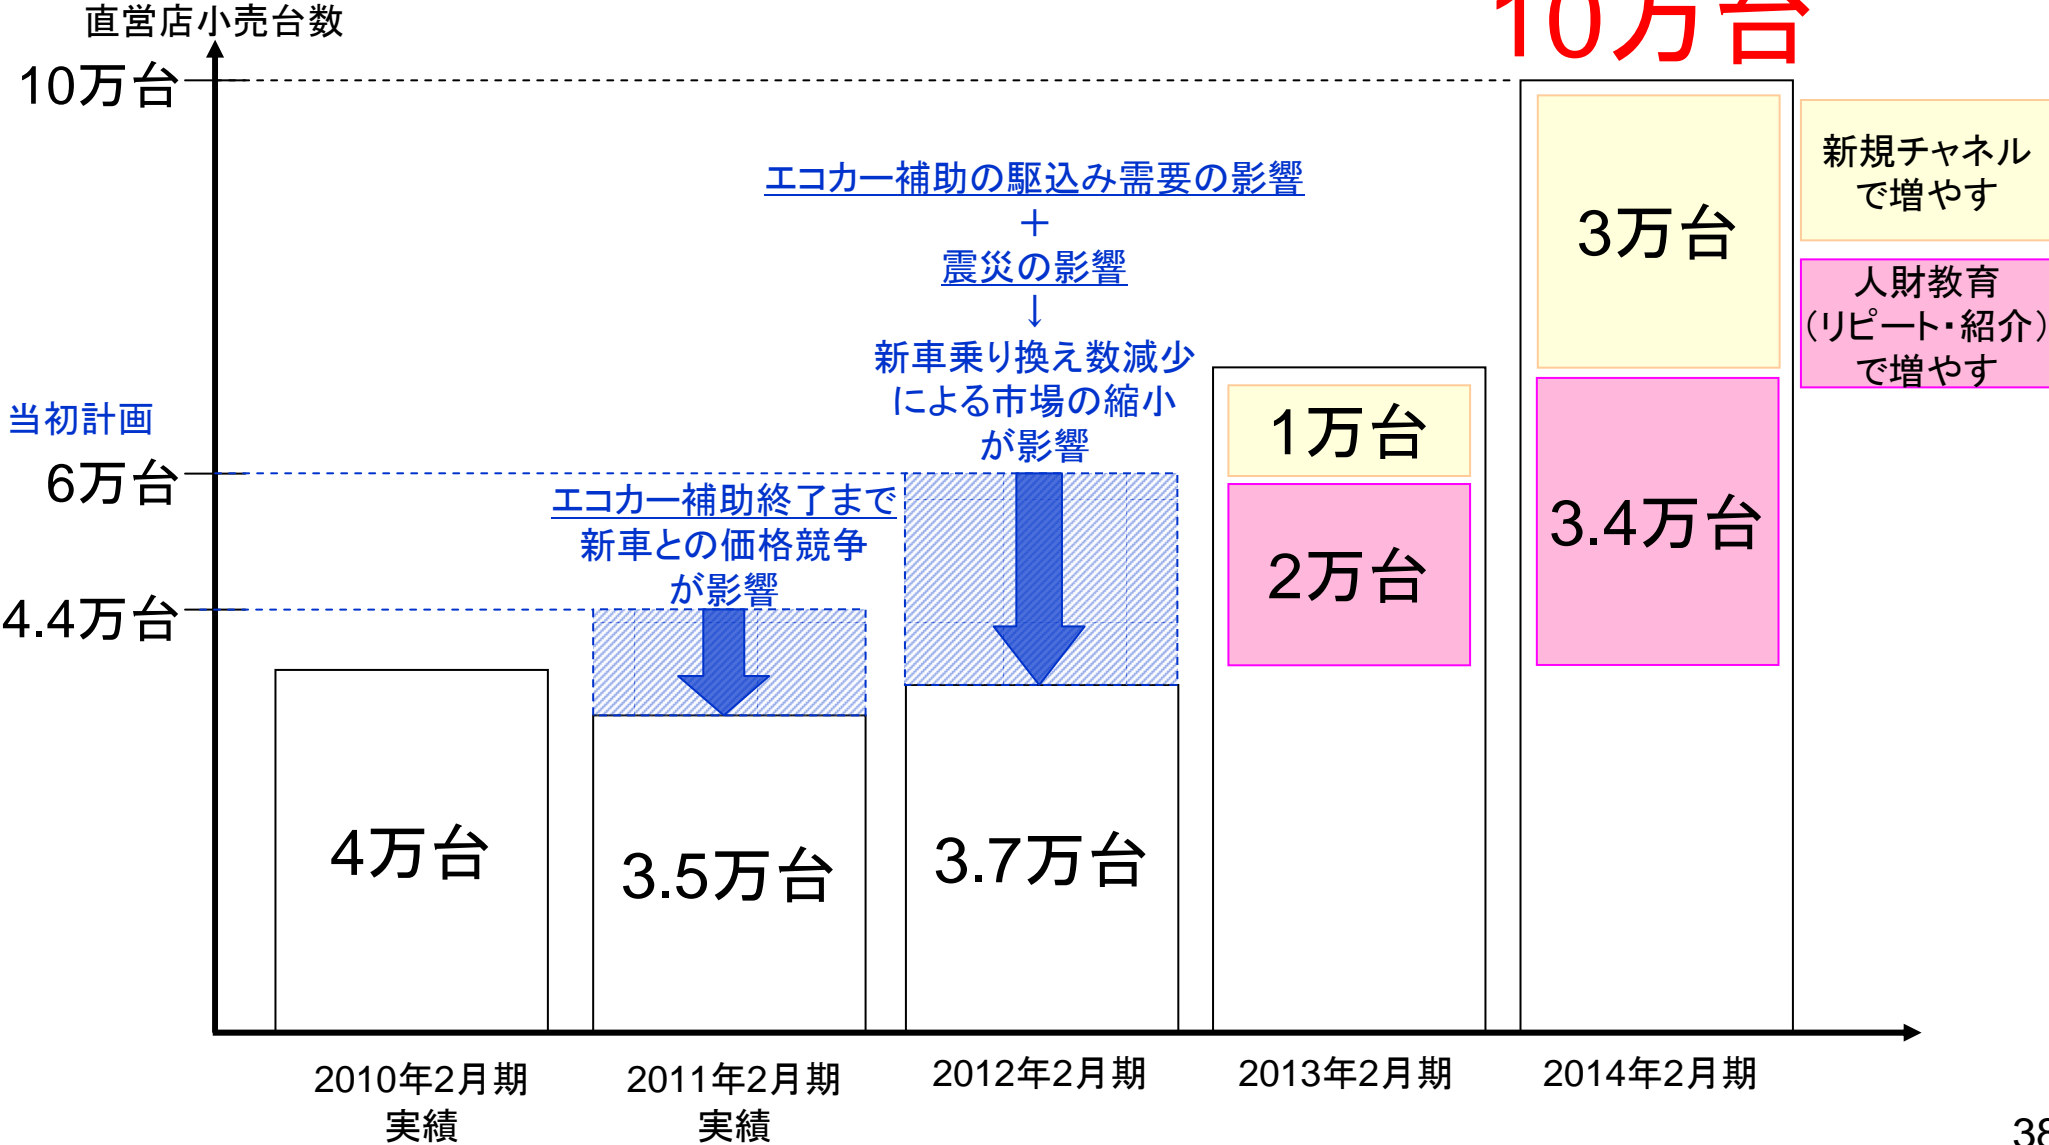 直営店小売台数
10万台
10万台
3万台
新規チャネル
で増やす
人財教育
(リピート・紹介)
で増やす
エコカー補助の駆込み需要の影響
＋
震災の影響
↓
新車乗り換え数減少
による市場の縮小
が影響
当初計画
6万台
1万台
3.4万台
エコカー補助終了まで
新車との価格競争
が影響
2万台
4.4万台
4万台
3.5万台
3.7万台
2010年2月期
実績
2011年2月期
実績
2012年2月期
2013年2月期
2014年2月期
38